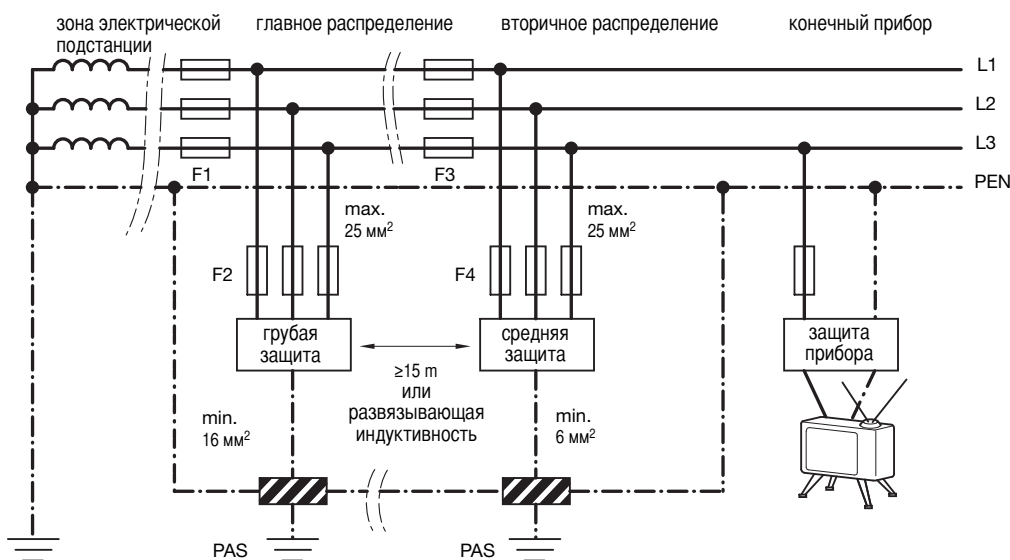 зона электрической
подстанции
главное распределение
вторичное распределение
конечный прибор
L1
L2
L3
PEN
F1
F3
max.
25 мм²
max.
25 мм²
F2
F4
грубая
защита
средняя
защита
защита
прибора
≥15 m
или
развязывающая
индуктивность
min.
16 мм²
min.
6 мм²
PAS
PAS